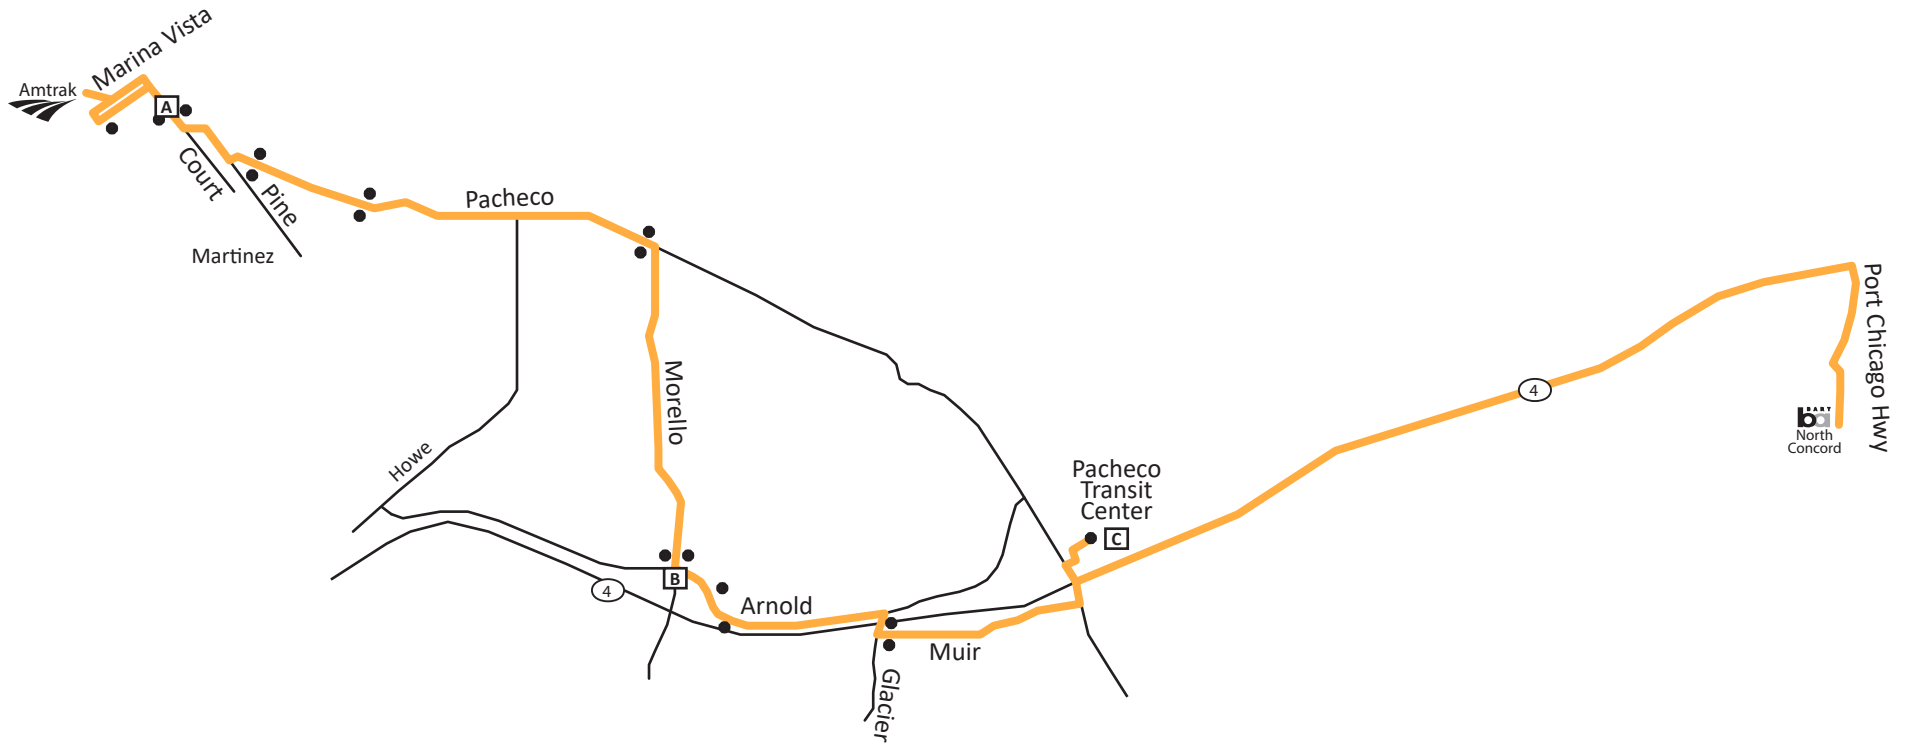 Marina Vista
Amtrak
A
Court
Pine
Pacheco
Martinez
Morello
Howe
4
B
Arnold
Muir
Glacier
Pacheco
Transit
Center
C
4
Port Chicago Hwy
BART
ba
North
Concord